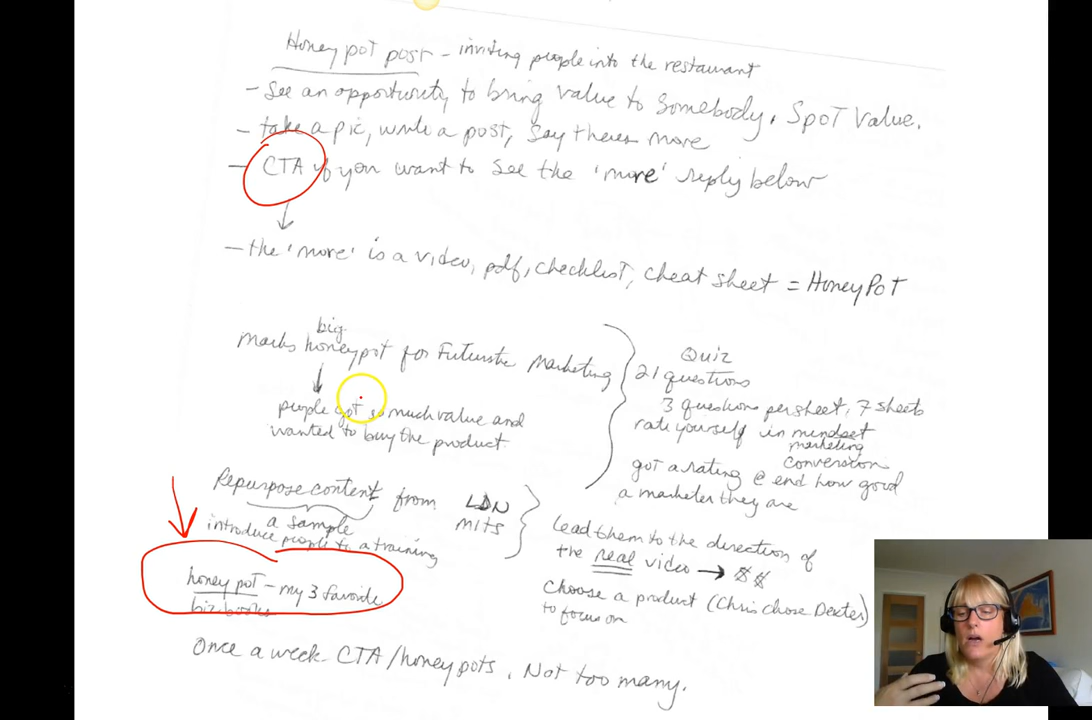 Honey pot post - inviting people into the restaurant
- See an opportunity to bring value to Somebody. SPOT Value.
- take a pic, write a post, Say theres more
- CTA if you want to see the 'more' reply below
- the 'more' is a video, pdf, checklist, cheat sheet = HoneyPOT
big
marks honeypot for Futuristic Marketing
people got so much value and
wanted to buy the product.
Quiz
21 questions
3 questions per sheet, 7 sheets
rate yourself in mindset
marketing
conversion
got a rating @ end how good
a marketer they are
Repurpose content from LDN
MITS
a sample
introduce people to a training
lead them to the direction of
the real video → $$
honey pot - my 3 favorite
biz books
Choose a product (Chris chose Dexter)
to focus on
Once a week CTA/honeypots. Not too many.